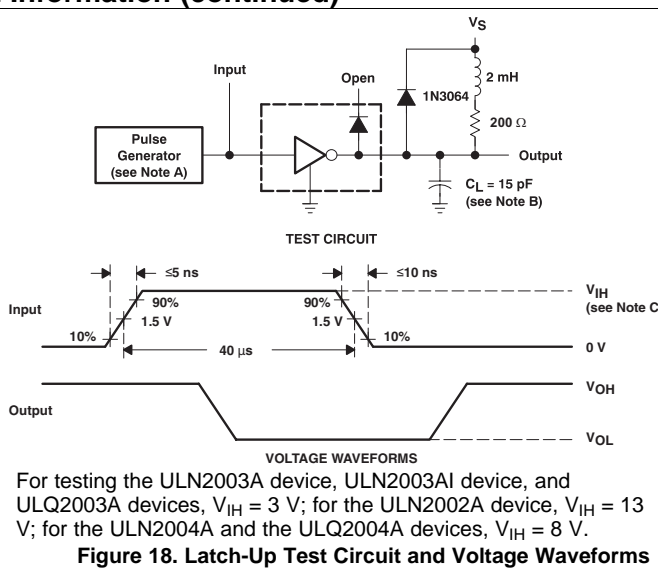 Information (continued)
VS
Input
Open
2 mH
1N3064
200 Ω
Pulse
Generator
(see Note A)
Output
CL = 15 pF
(see Note B)
TEST CIRCUIT
≤5 ns
≤10 ns
Input
90%
90%
VIH
(see Note C
1.5 V
1.5 V
10%
10%
40 μs
0 V
Output
VOH
VOL
VOLTAGE WAVEFORMS
For testing the ULN2003A device, ULN2003AI device, and
ULQ2003A devices, VIH = 3 V; for the ULN2002A device, VIH = 13
V; for the ULN2004A and the ULQ2004A devices, VIH = 8 V.
Figure 18. Latch-Up Test Circuit and Voltage Waveforms